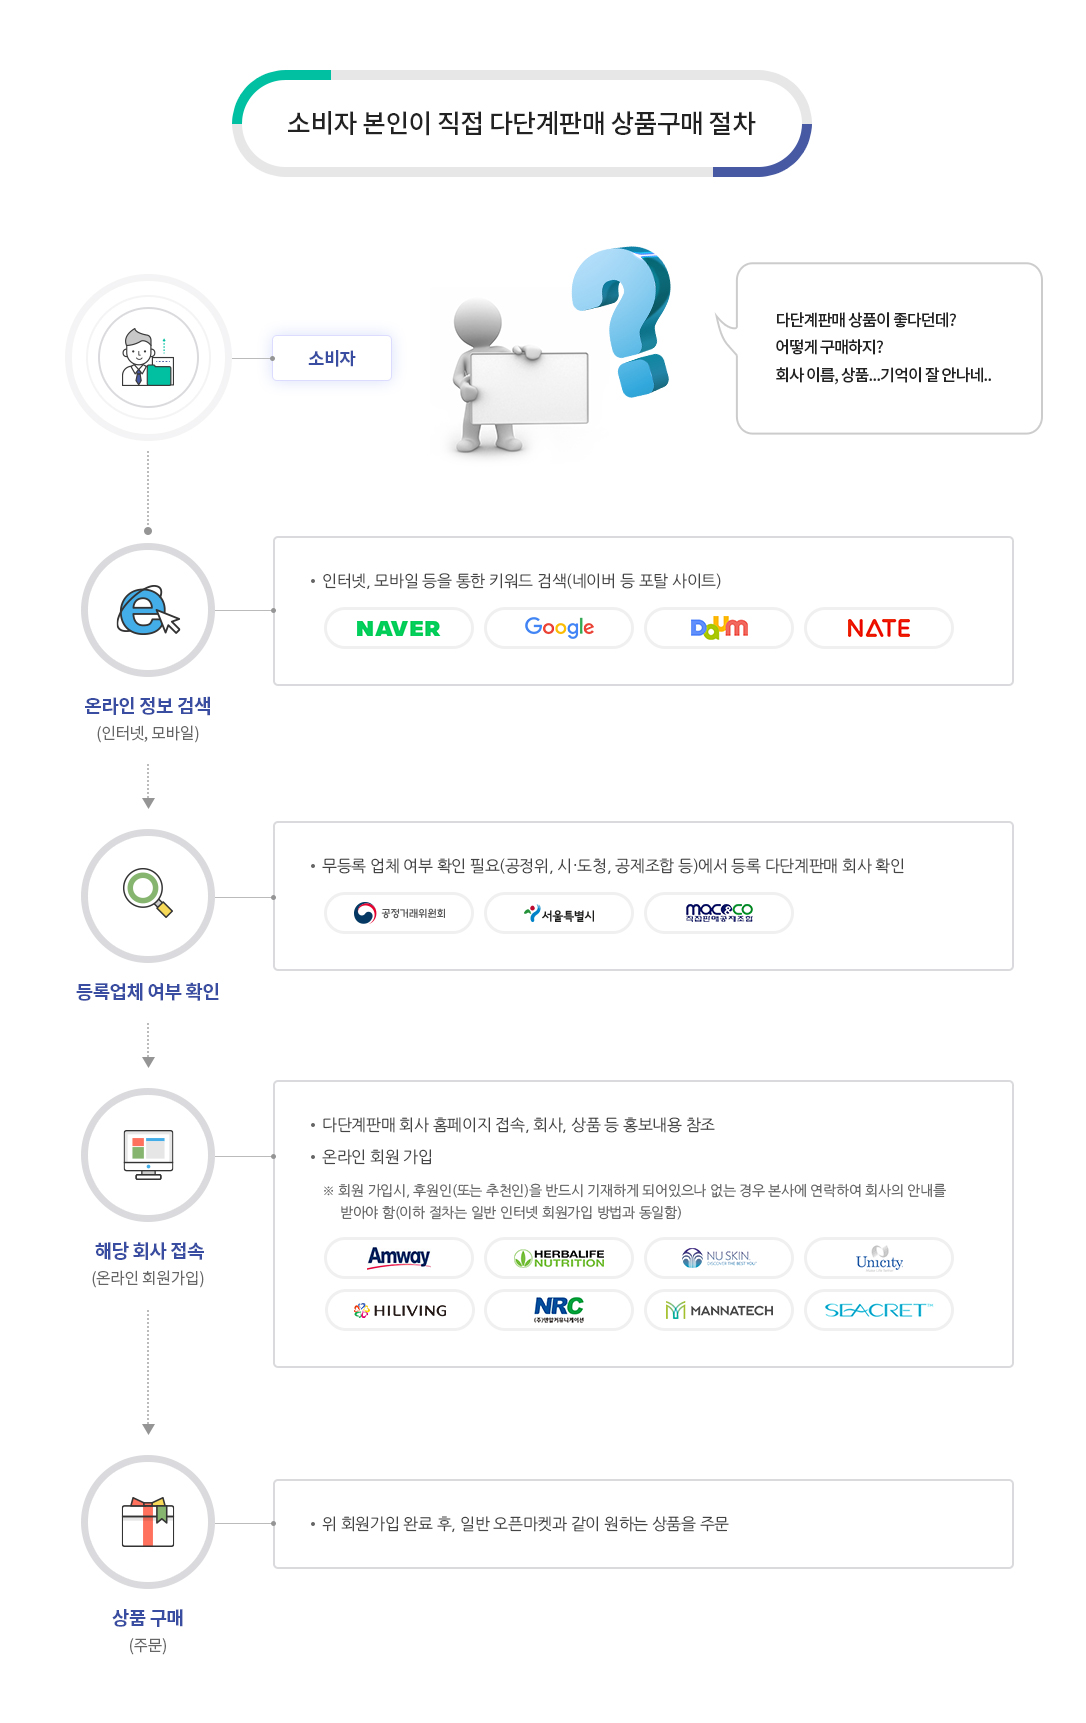 소비자 본인이 직접 다단계판매 상품구매 절차
소비자
다단계판매 상품이 좋다던데?
어떻게 구매하지?
회사 이름, 상품...기억이 잘 안나네..
• 인터넷, 모바일 등을 통한 키워드 검색(네이버 등 포탈 사이트)
NAVER Google Daum NATE
온라인 정보 검색
(인터넷, 모바일)
• 무등록 업체 여부 확인 필요(공정위, 시·도청, 공제조합 등)에서 등록 다단계판매 회사 확인
공정거래위원회 서울특별시 macco
직접판매공제조합
등록업체 여부 확인
• 다단계판매 회사 홈페이지 접속, 회사, 상품 등 홍보내용 참조
• 온라인 회원 가입
※ 회원 가입시, 후원인(또는 추천인)을 반드시 기재하게 되어있으나 없는 경우 본사에 연락하여 회사의 안내를
받아야 함(이하 절차는 일반 인터넷 회원가입 방법과 동일함)
Amway HERBALIFE NUTRITION NU SKIN DISCOVER THE BEST YOU Unicity
HILIVING NRC (주)앤알커뮤니케이션 MANNATECH SEACRET™
해당 회사 접속
(온라인 회원가입)
• 위 회원가입 완료 후, 일반 오픈마켓과 같이 원하는 상품을 주문
상품 구매
(주문)